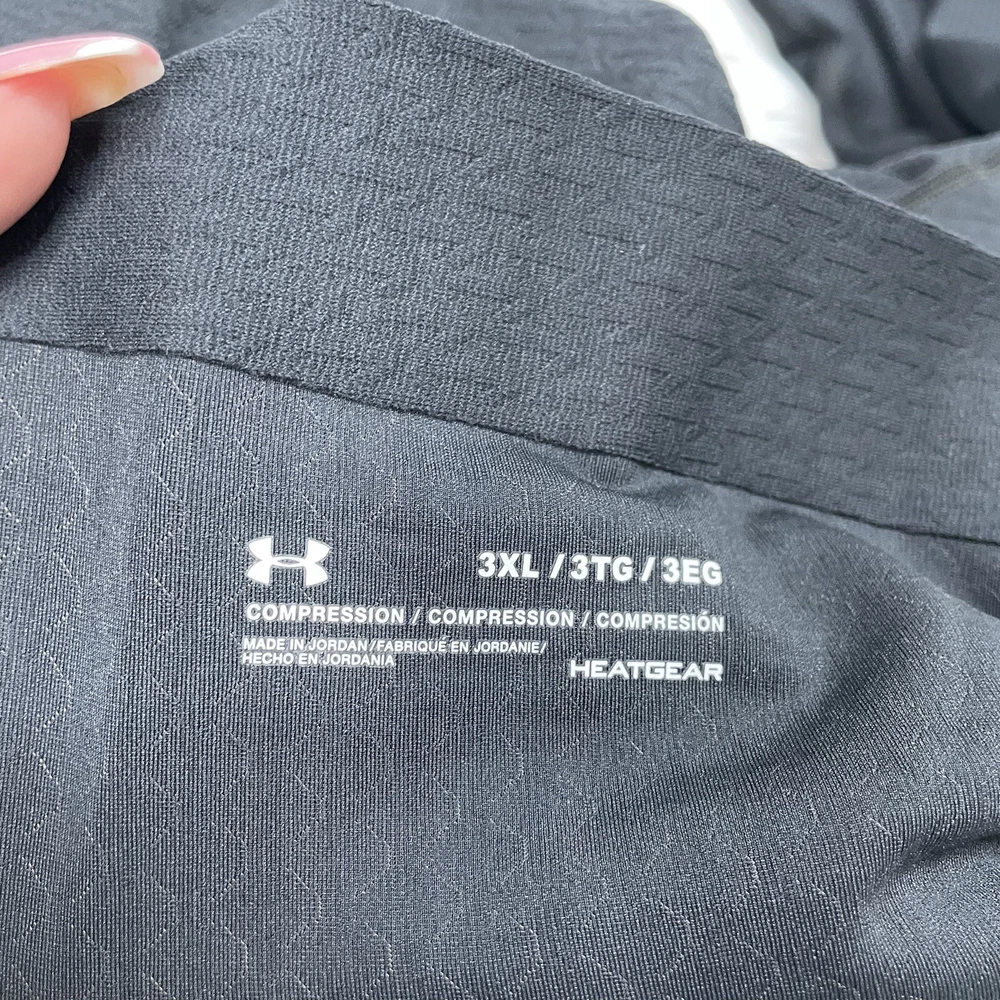 3XL / 3TG / 3EG
COMPRESSION / COMPRESSION / COMPRESIÓN
MADE IN JORDAN / FABRIQUÉ EN JORDANIE /
HECHO EN JORDANIA
HEATGEAR